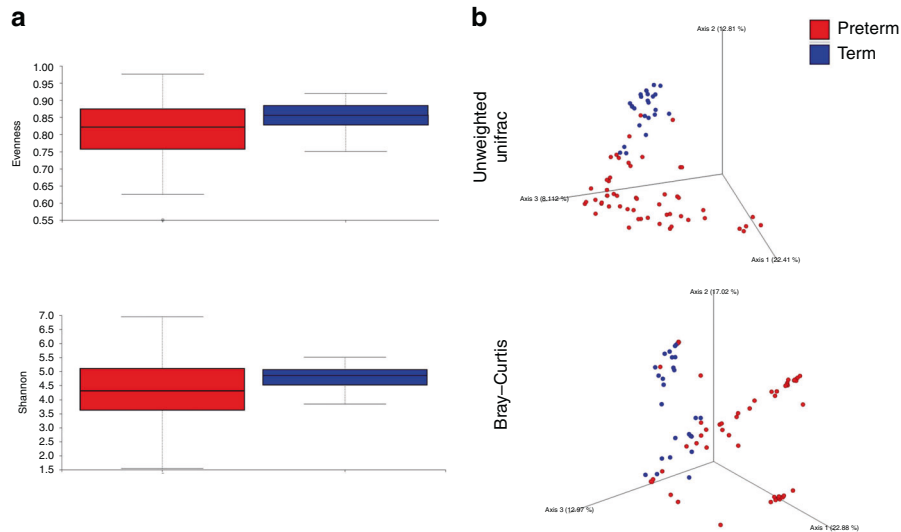 a
1.00
0.95
0.90
0.85
0.80
0.75
0.70
0.65
0.60
0.55
Evenness
7.0
6.5
6.0
5.5
5.0
4.5
4.0
3.5
3.0
2.5
2.0
1.5
Shannon
b
Preterm
Term
Unweighted
unifrac
Axis 2 (12.81 %)
Axis 3 (8.112 %)
Axis 1 (22.41 %)
Bray–Curtis
Axis 2 (17.02 %)
Axis 3 (12.97 %)
Axis 1 (22.88 %)